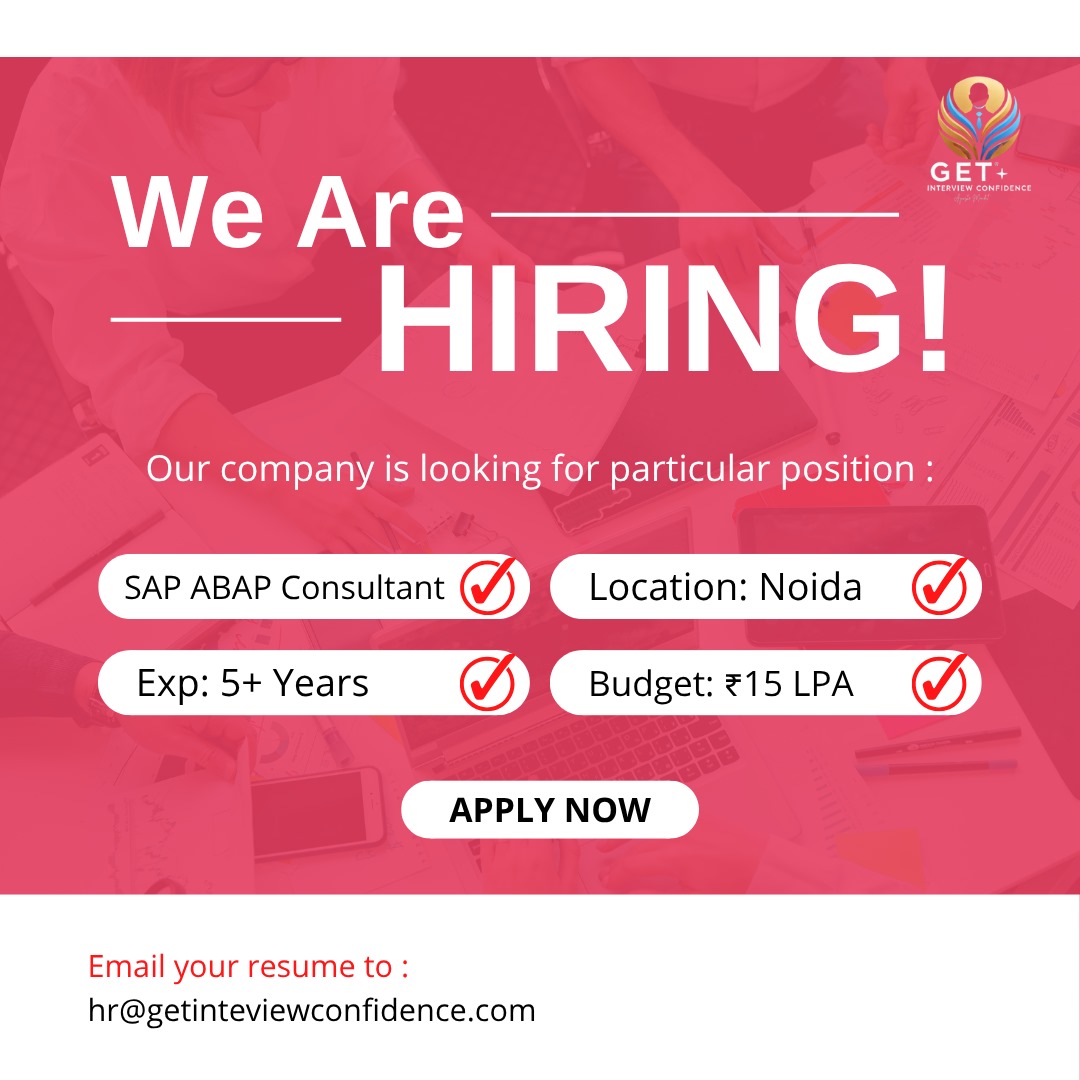 GET
INTERVIEW CONFIDENCE
We Are
HIRING!
Our company is looking for particular position :
SAP ABAP Consultant
Location: Noida
Exp: 5+ Years
Budget: ₹15 LPA
APPLY NOW
Email your resume to :
hr@getinteviewconfidence.com